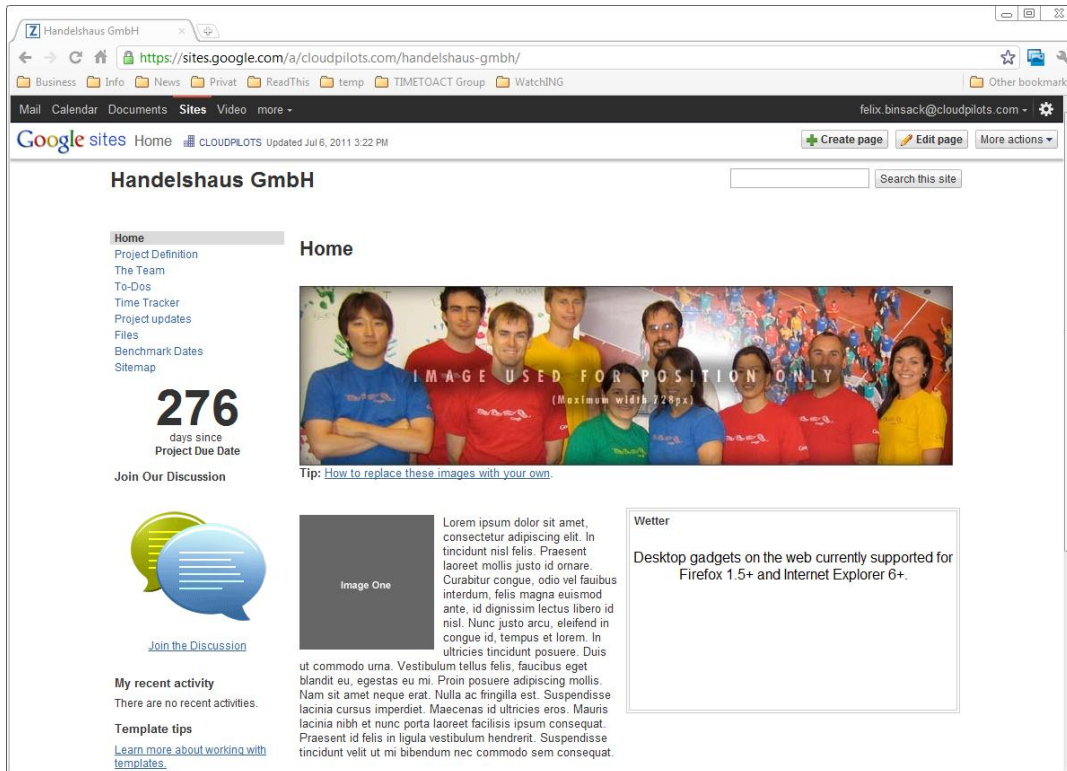 Handelshaus GmbH
https://sites.google.com/a/cloudpilots.com/handelshaus-gmbh/
Business Info News Privat ReadThis temp TIMETOACT Group WatchING Other bookmark
Mail Calendar Documents Sites Video more felix.binsack@cloudpilots.com
Google sites Home CLOUDPILOTS Updated Jul 6, 2011 3:22 PM Create page Edit page More actions
Handelshaus GmbH Search this site
Home
Project Definition
The Team
To-Dos
Time Tracker
Project updates
Files
Benchmark Dates
Sitemap
276
days since
Project Due Date
Join Our Discussion
Join the Discussion
My recent activity
There are no recent activities.
Template tips
Learn more about working with
templates.
Home
IMAGE USED FOR POSITION ONLY
(Maximum width 728px)
Tip: How to replace these images with your own.
Image One
Lorem ipsum dolor sit amet,
consectetur adipiscing elit. In
tincidunt nisl felis. Praesent
laoreet mollis justo id ornare.
Curabitur congue, odio vel fauibus
interdum, felis magna euismod
ante, id dignissim lectus libero id
nisl. Nunc justo arcu, eleifend in
congue id, tempus et lorem. In
ultricies tincidunt posuere. Duis
ut commodo urna. Vestibulum tellus felis, faucibus eget
blandit eu, egestas eu mi. Proin posuere adipiscing mollis.
Nam sit amet neque erat. Nulla ac fringilla est. Suspendisse
lacinia cursus imperdiet. Maecenas id ultricies eros. Mauris
lacinia nibh et nunc porta laoreet facilisis ipsum consequat.
Praesent id felis in ligula vestibulum hendrerit. Suspendisse
tincidunt velit ut mi bibendum nec commodo sem consequat.
Wetter
Desktop gadgets on the web currently supported for
Firefox 1.5+ and Internet Explorer 6+.